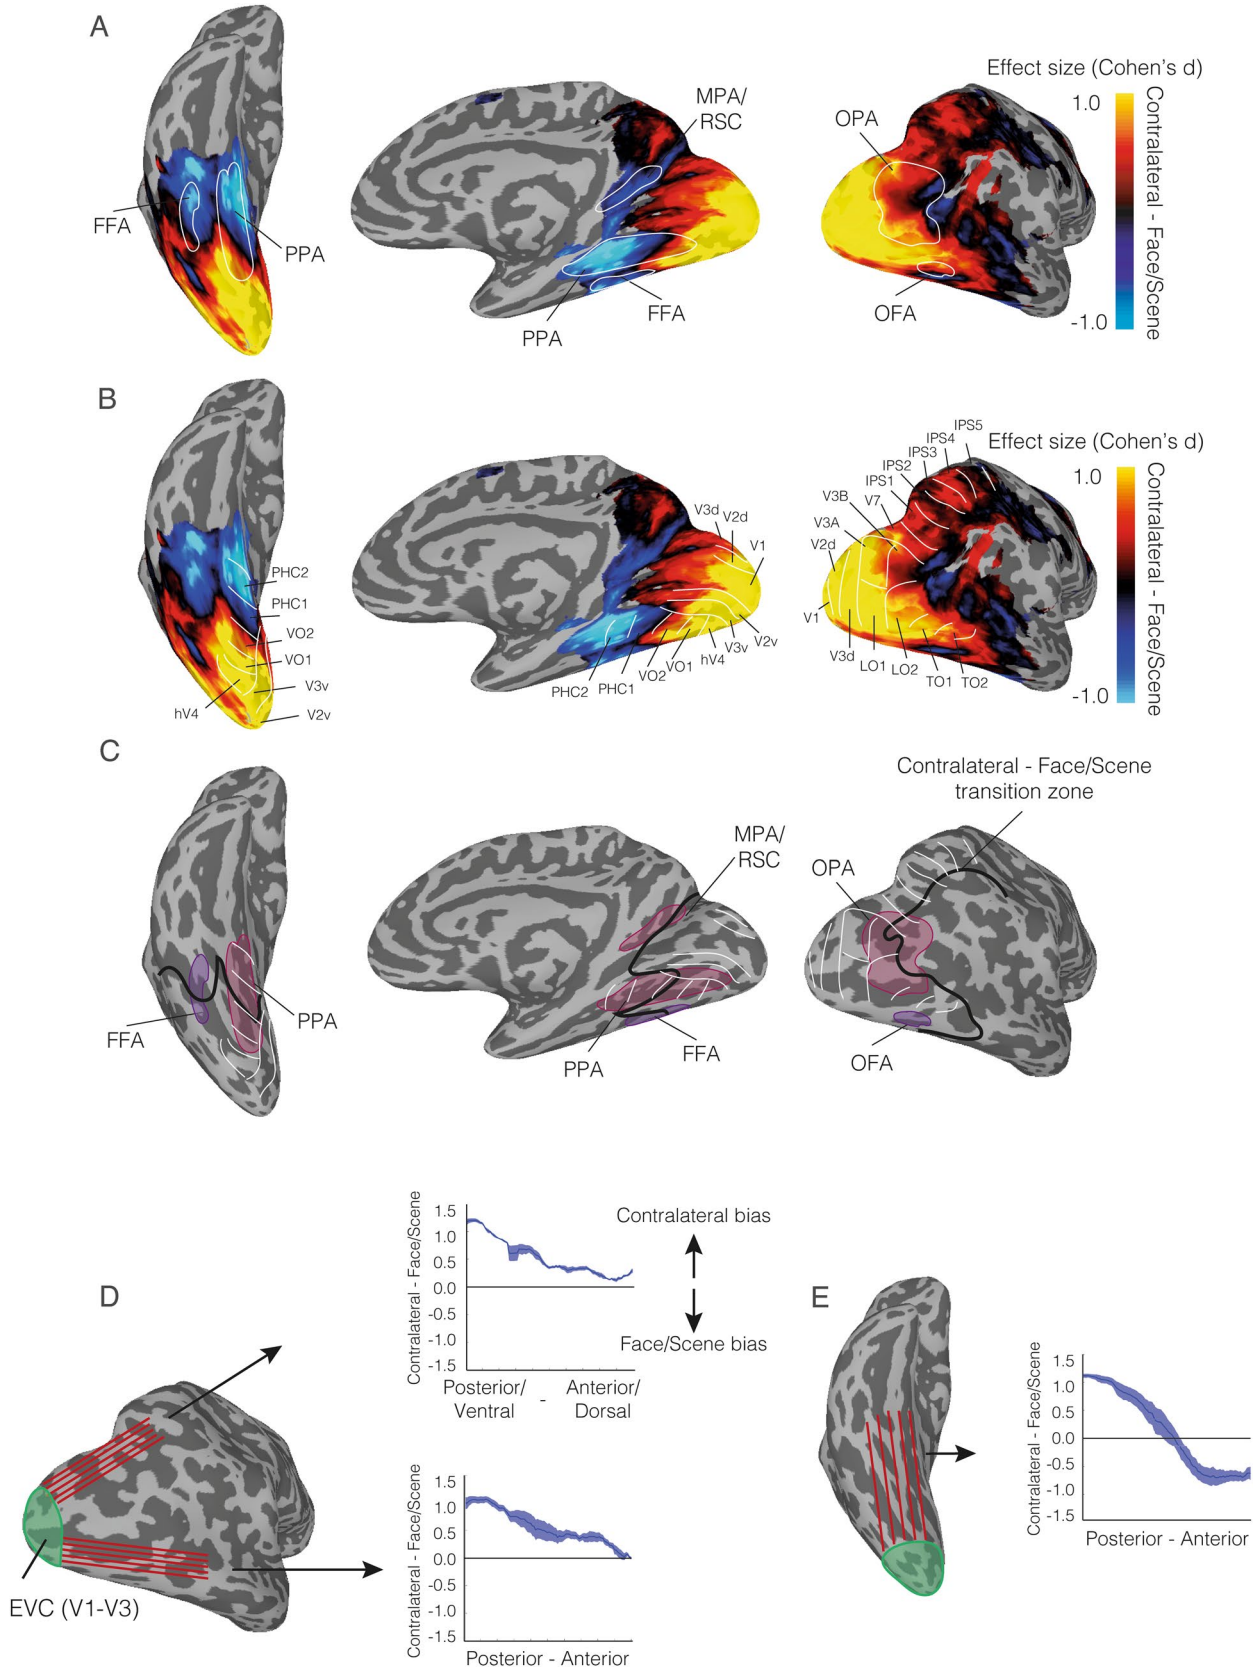 A
FFA
PPA
MPA/
RSC
PPA
FFA
OPA
OFA
Effect size (Cohen's d)
1.0
-1.0
Contralateral - Face/Scene
B
PHC2
PHC1
VO2
VO1
V3v
hV4
V2v
V3d
V2d
V1
V2v
V3v
hV4
VO1
VO2
PHC1
PHC2
IPS5
IPS4
IPS3
IPS2
IPS1
V7
V3B
V3A
V2d
V1
V3d
LO1
LO2
TO1
TO2
Effect size (Cohen's d)
1.0
-1.0
Contralateral - Face/Scene
C
FFA
PPA
MPA/
RSC
PPA
FFA
Contralateral - Face/Scene
transition zone
OPA
OFA
D
EVC (V1-V3)
Contralateral - Face/Scene
1.5
1.0
0.5
0.0
-0.5
-1.0
-1.5
Posterior/
Ventral
-
Anterior/
Dorsal
Contralateral bias
Face/Scene bias
Contralateral - Face/Scene
1.5
1.0
0.5
0.0
-0.5
-1.0
-1.5
Posterior - Anterior
E
Contralateral - Face/Scene
1.5
1.0
0.5
0.0
-0.5
-1.0
-1.5
Posterior - Anterior